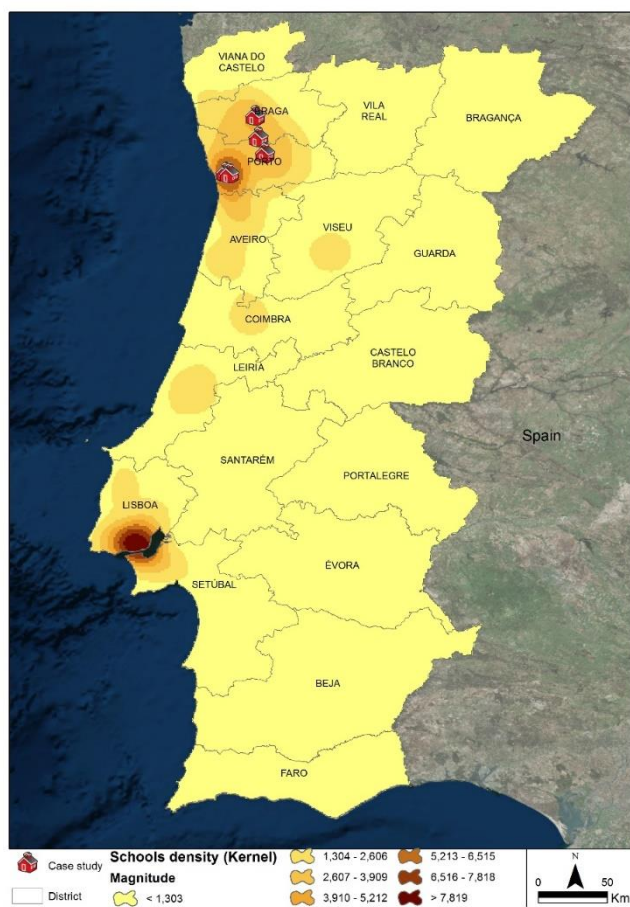 VIANA DO
CASTELO
BRAGA
VILA
REAL
BRAGANÇA
PORTO
AVEIRO
VISEU
GUARDA
COIMBRA
CASTELO
BRANCO
LEIRIA
Spain
SANTARÉM
PORTALEGRE
LISBOA
ÉVORA
SETÚBAL
BEJA
FARO
Case study
District
Schools density (Kernel)
Magnitude
< 1,303
1,304 - 2,606
2,607 - 3,909
3,910 - 5,212
5,213 - 6,515
6,516 - 7,818
> 7,819
N
0 50
Km